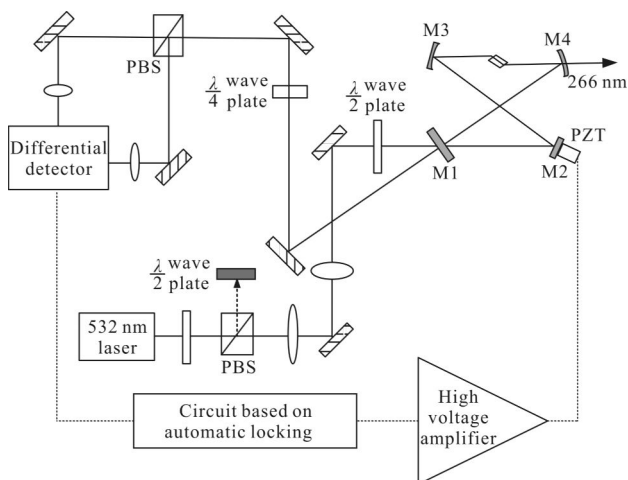 M3
M4
PBS
266 nm
λ/4 wave
plate
λ/2 wave
plate
PZT
Differential
detector
M1
M2
λ/2 wave
plate
532 nm
laser
PBS
High
voltage
amplifier
Circuit based on
automatic locking